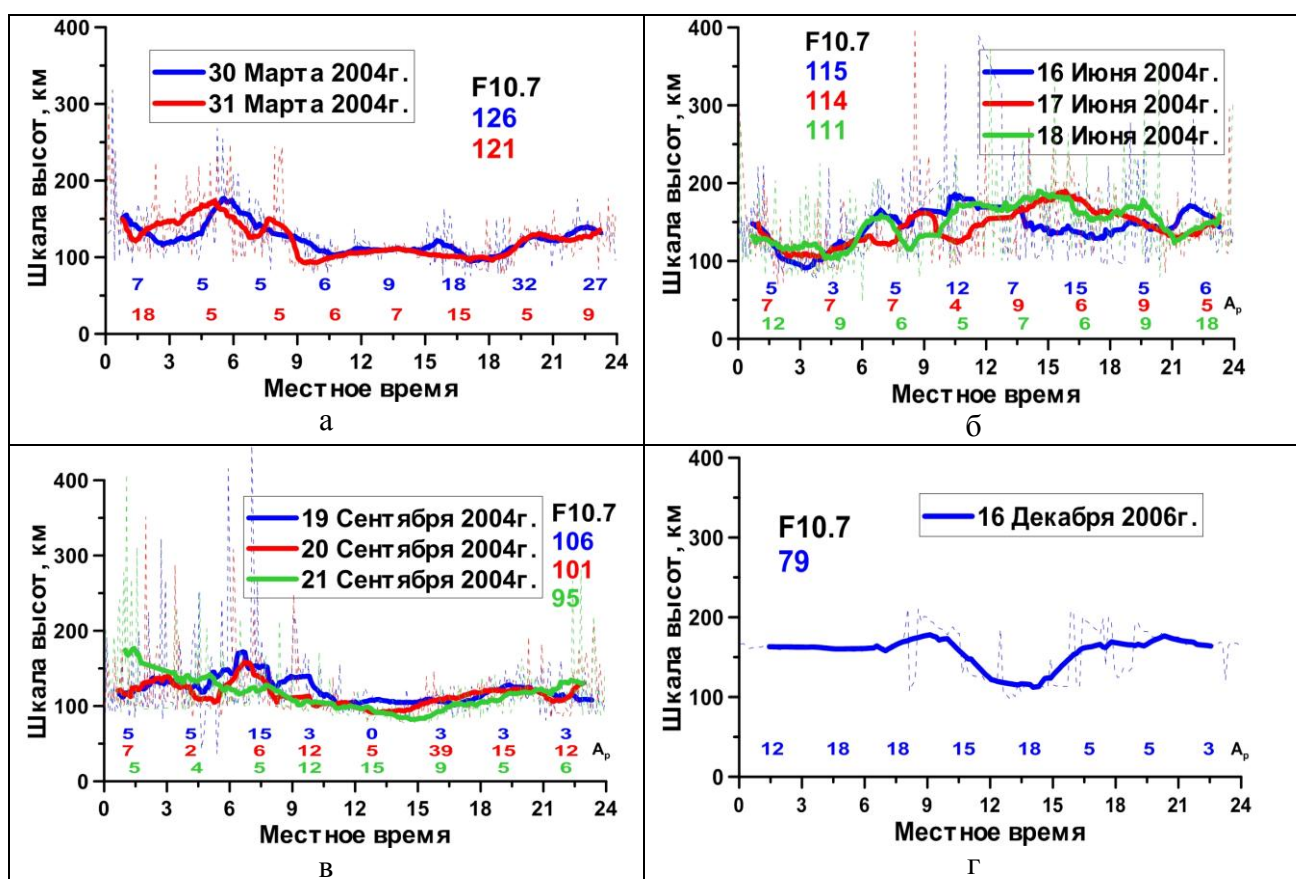 400
300
200
100
0
Шкала высот, км
30 Марта 2004г.
31 Марта 2004г.
F10.7
126
121
7 5 5 6 9 18 32 27
18 5 5 6 7 15 5 9
0 3 6 9 12 15 18 21 24
Местное время
а
400
300
200
100
0
Шкала высот, км
F10.7
115
114
111
16 Июня 2004г.
17 Июня 2004г.
18 Июня 2004г.
5 3 5 12 7 15 5 6
7 7 7 4 9 6 9 5 Ap
12 9 6 5 7 6 9 18
0 3 6 9 12 15 18 21 24
Местное время
б
400
300
200
100
0
Шкала высот, км
19 Сентября 2004г.
20 Сентября 2004г.
21 Сентября 2004г.
F10.7
106
101
95
5 5 15 3 0 3 3 3
7 2 6 12 5 39 15 12 Ap
5 4 5 12 15 9 5 6
0 3 6 9 12 15 18 21 24
Местное время
в
400
300
200
100
0
Шкала высот, км
16 Декабря 2006г.
F10.7
79
12 18 18 15 18 5 5 3 Ap
0 3 6 9 12 15 18 21 24
Местное время
г